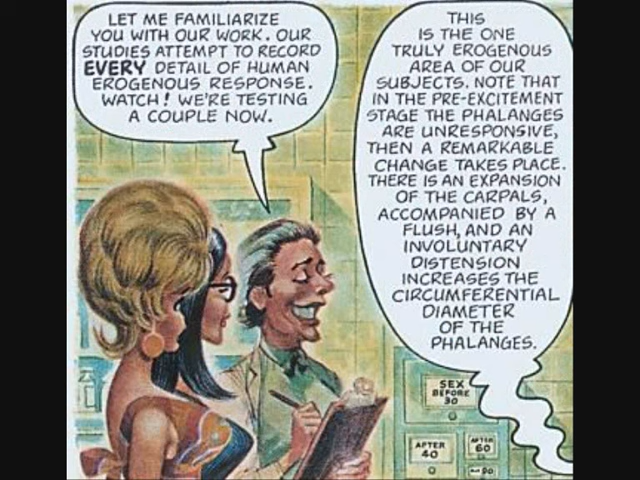 LET ME FAMILIARIZE
YOU WITH OUR WORK. OUR
STUDIES ATTEMPT TO RECORD
EVERY DETAIL OF HUMAN
EROGENOUS RESPONSE.
WATCH! WE'RE TESTING
A COUPLE NOW.
THIS
IS THE ONE
TRULY EROGENOUS
AREA OF OUR
SUBJECTS. NOTE THAT
IN THE PRE-EXCITEMENT
STAGE THE PHALANGES
ARE UNRESPONSIVE,
THEN A REMARKABLE
CHANGE TAKES PLACE.
THERE IS AN EXPANSION
OF THE CARPALS,
ACCOMPANIED BY A
FLUSH, AND AN
INVOLUNTARY
DISTENSION
INCREASES THE
CIRCUMFERENTIAL
DIAMETER
OF THE
PHALANGES.
SEX
BEFORE
30
AFTER
40
AFTER
60